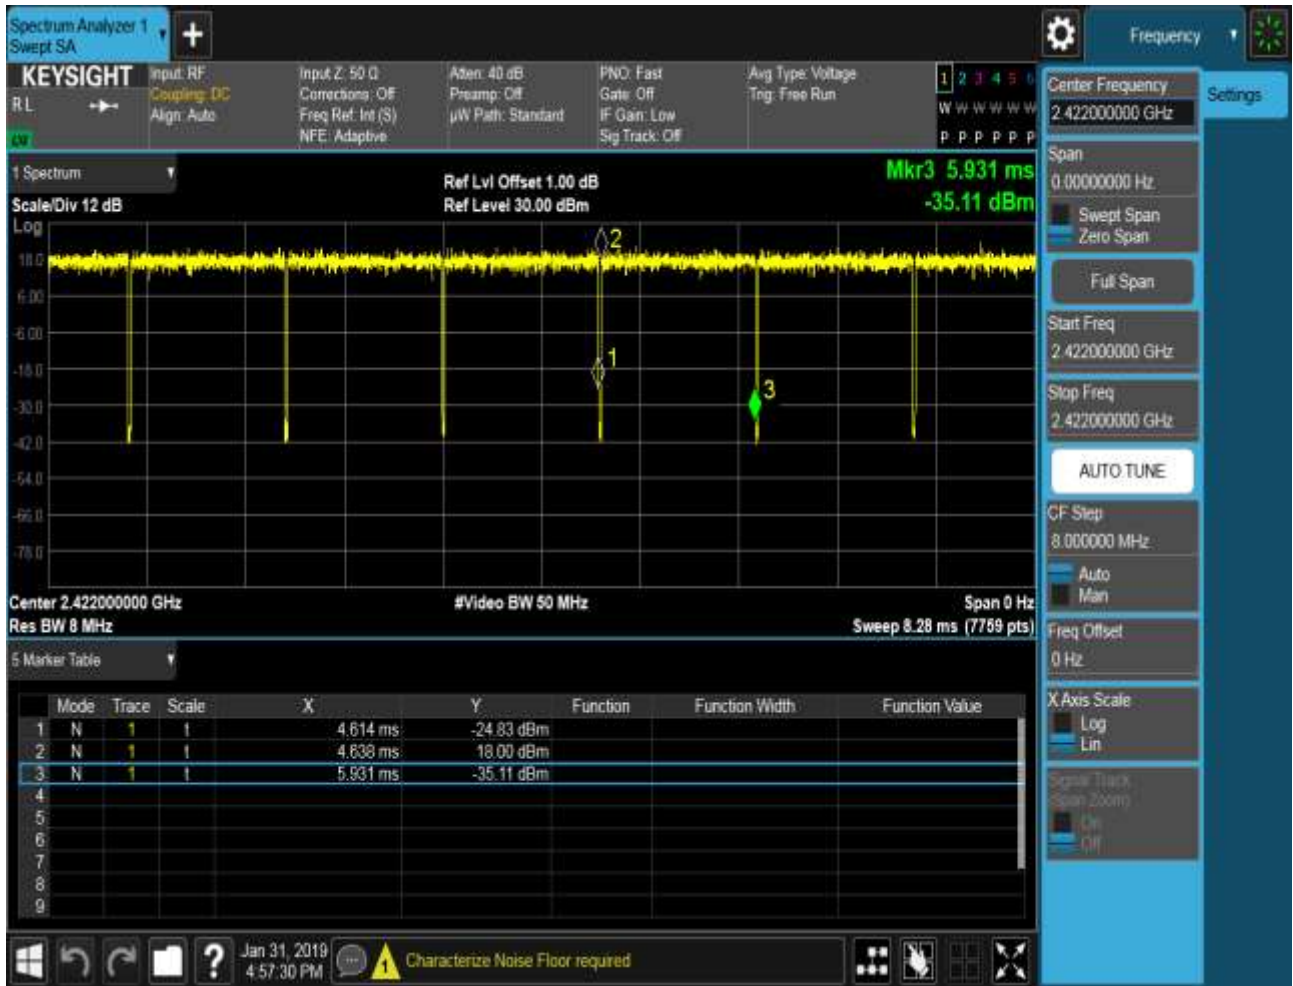 Spectrum Analyzer 1
Swept SA
+
Frequency
KEYSIGHT
R L
Input: RF
Coupling: DC
Align: Auto
Input Z: 50 Ω
Corrections: Off
Freq Ref: Int (S)
NFE: Adaptive
Atten: 40 dB
Preamp: Off
µW Path: Standard
PNO: Fast
Gate: Off
IF Gain: Low
Sig Track: Off
Avg Type: Voltage
Trig: Free Run
1 2 3 4 5 6
W W W W W W
P P P P P P
Settings
Center Frequency
2.422000000 GHz
Span
0.00000000 Hz
Swept Span
Zero Span
Full Span
Start Freq
2.422000000 GHz
Stop Freq
2.422000000 GHz
AUTO TUNE
CF Step
8.000000 MHz
Auto
Man
Freq Offset
0 Hz
X Axis Scale
Log
Lin
Signal Track
(Span Zoom)
On
Off
1 Spectrum
Scale/Div 12 dB
Ref Lvl Offset 1.00 dB
Ref Level 30.00 dBm
Mkr3 5.931 ms
-35.11 dBm
Log
18.0
6.00
-6.00
-18.0
-30.0
-42.0
-54.0
-66.0
-78.0
2
1
3
Center 2.422000000 GHz
#Video BW 50 MHz
Span 0 Hz
Res BW 8 MHz
Sweep 8.28 ms (7759 pts)
5 Marker Table
Mode Trace Scale X Y Function Function Width Function Value
1 N 1 t 4.614 ms -24.83 dBm
2 N 1 t 4.638 ms 18.00 dBm
3 N 1 t 5.931 ms -35.11 dBm
4
5
6
7
8
9
?
Jan 31, 2019
4:57:30 PM
1
Characterize Noise Floor required